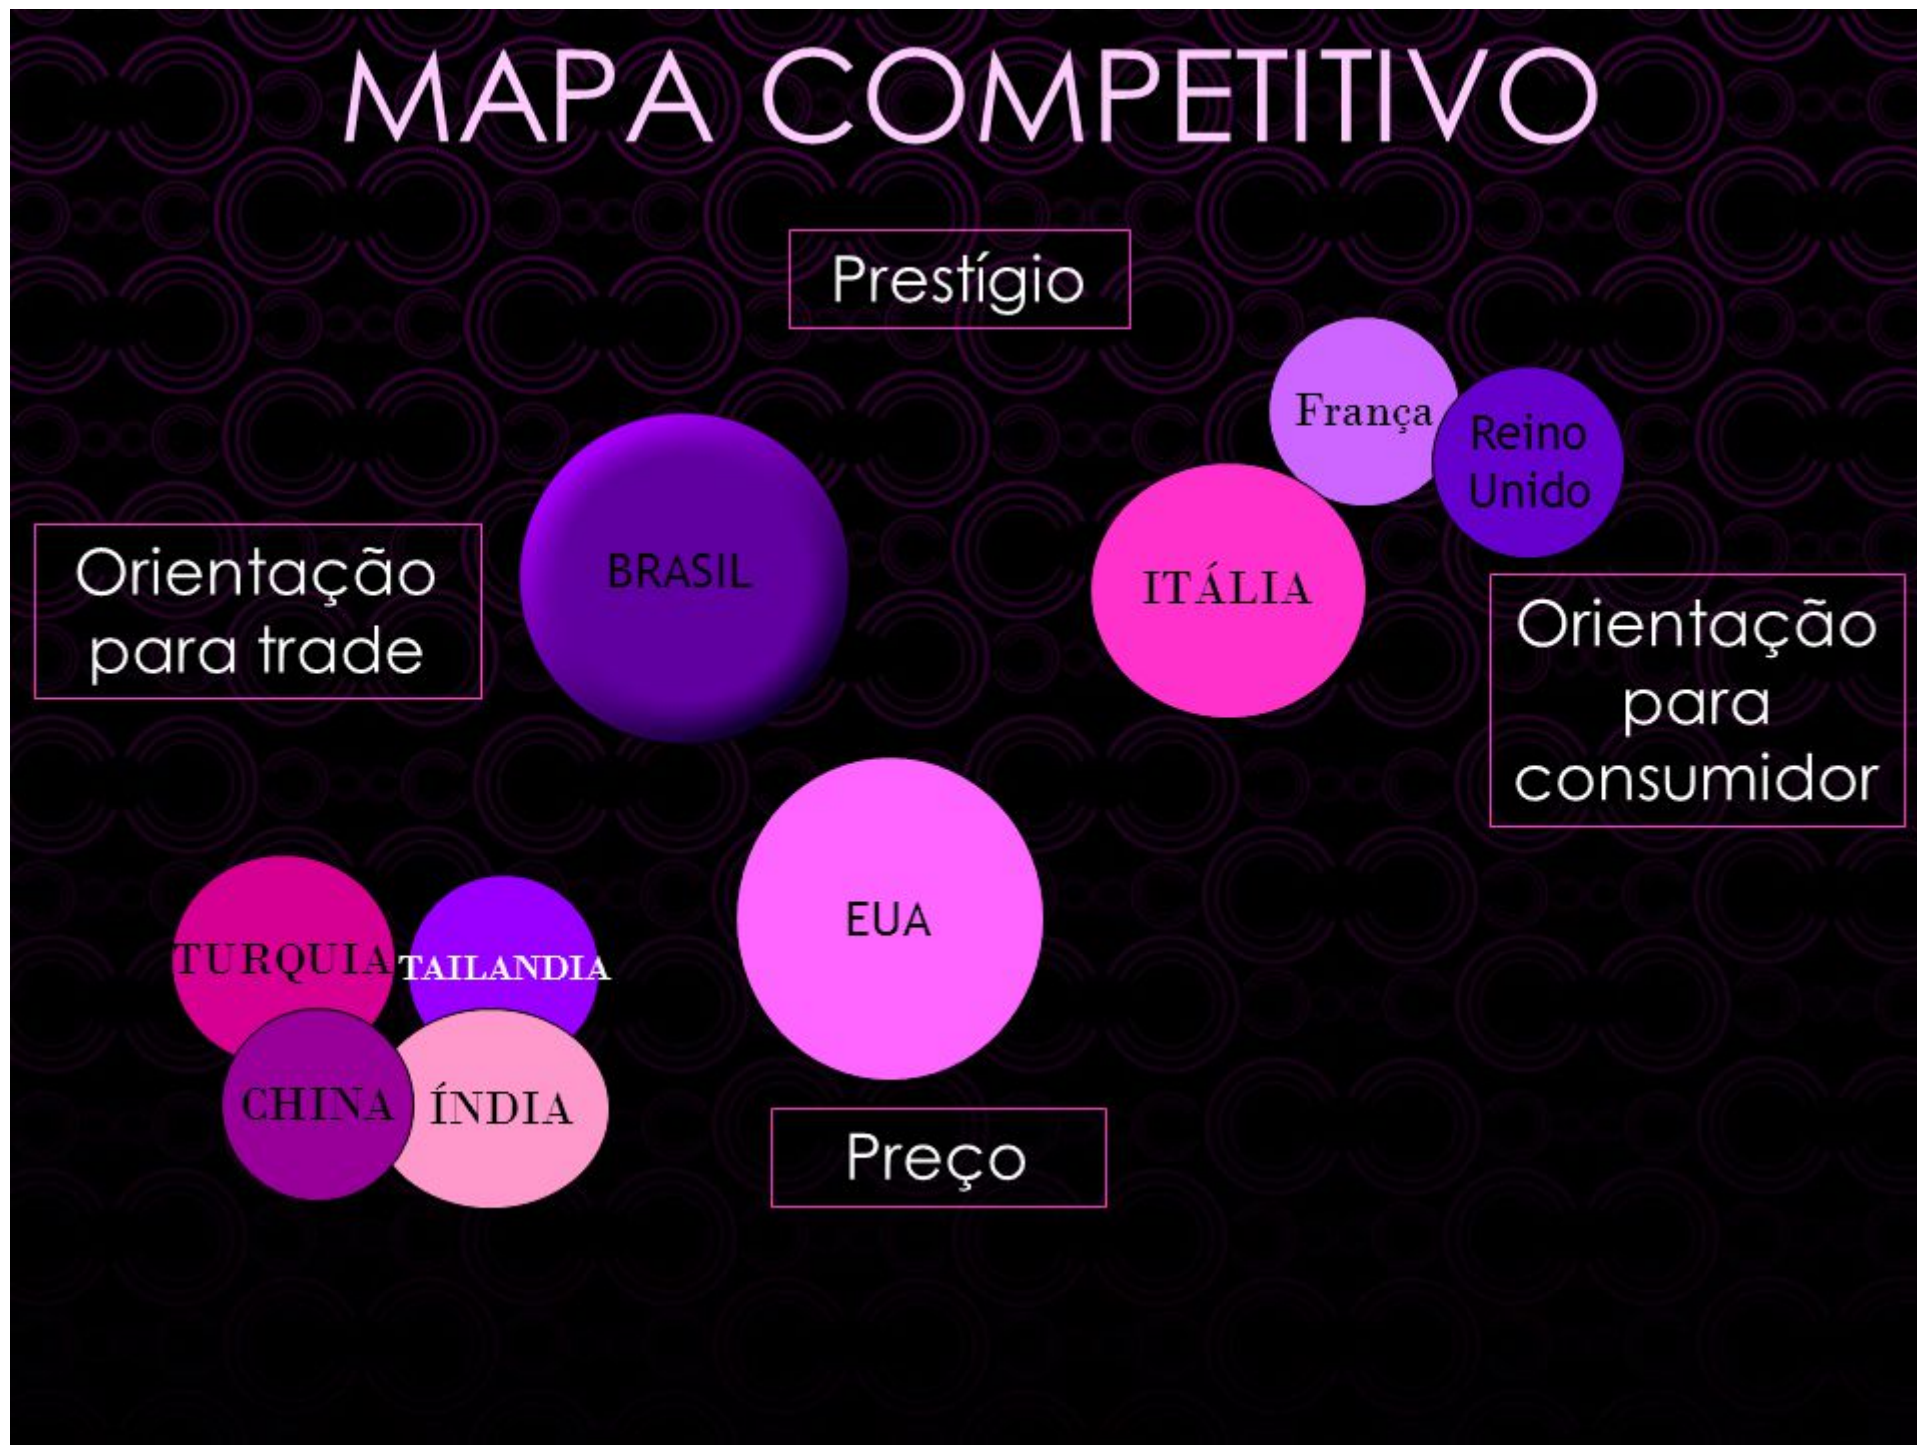 MAPA COMPETITIVO
Prestígio
França
Reino
Unido
BRASIL
ITÁLIA
Orientação
para trade
Orientação
para
consumidor
EUA
TURQUIA
TAILANDIA
CHINA
ÍNDIA
Preço